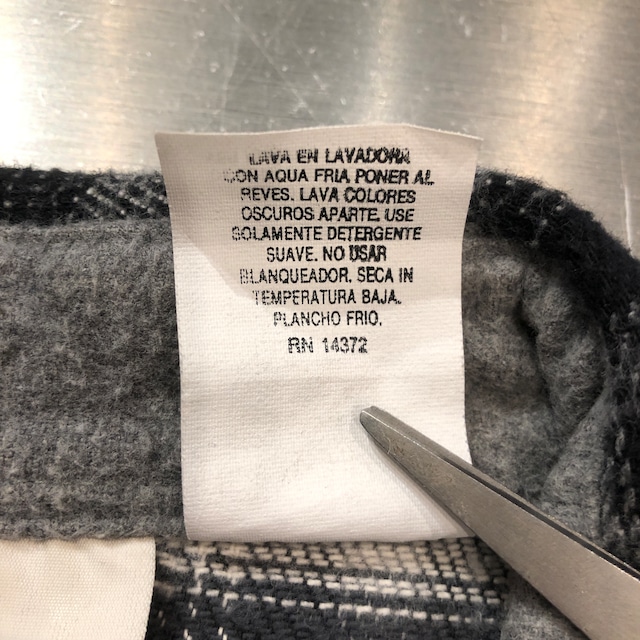 LAVA EN LAVADORA
CON AQUA FRIA PONER AL
REVES. LAVA COLORES
OSCUROS APARTE. USE
SOLAMENTE DETERGENTE
SUAVE. NO USAR
BLANQUEADOR. SECA IN
TEMPERATURA BAJA.
PLANCHO FRIO.
RN 14372